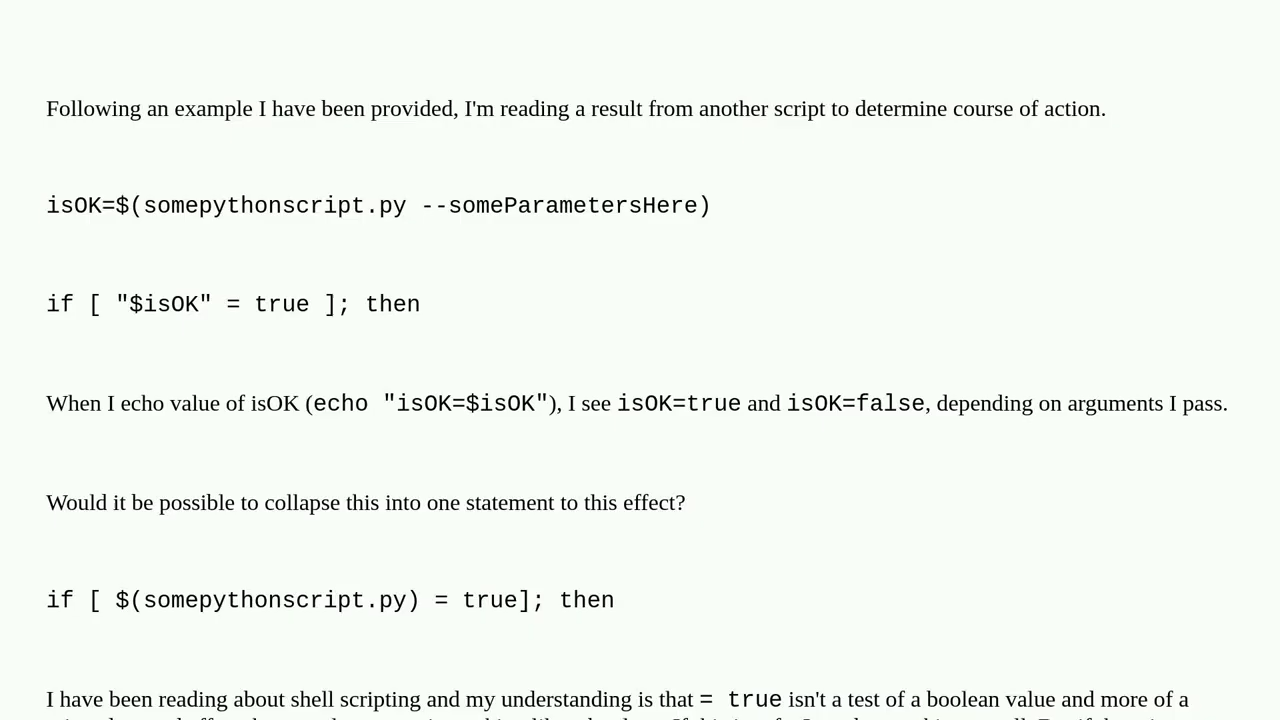 Following an example I have been provided, I'm reading a result from another script to determine course of action.
isOK=$(somepythonscript.py --someParametersHere)
if [ "$isOK" = true ]; then
When I echo value of isOK (echo "isOK=$isOK"), I see isOK=true and isOK=false, depending on arguments I pass.
Would it be possible to collapse this into one statement to this effect?
if [ $(somepythonscript.py) = true]; then
I have been reading about shell scripting and my understanding is that = true isn't a test of a boolean value and more of a